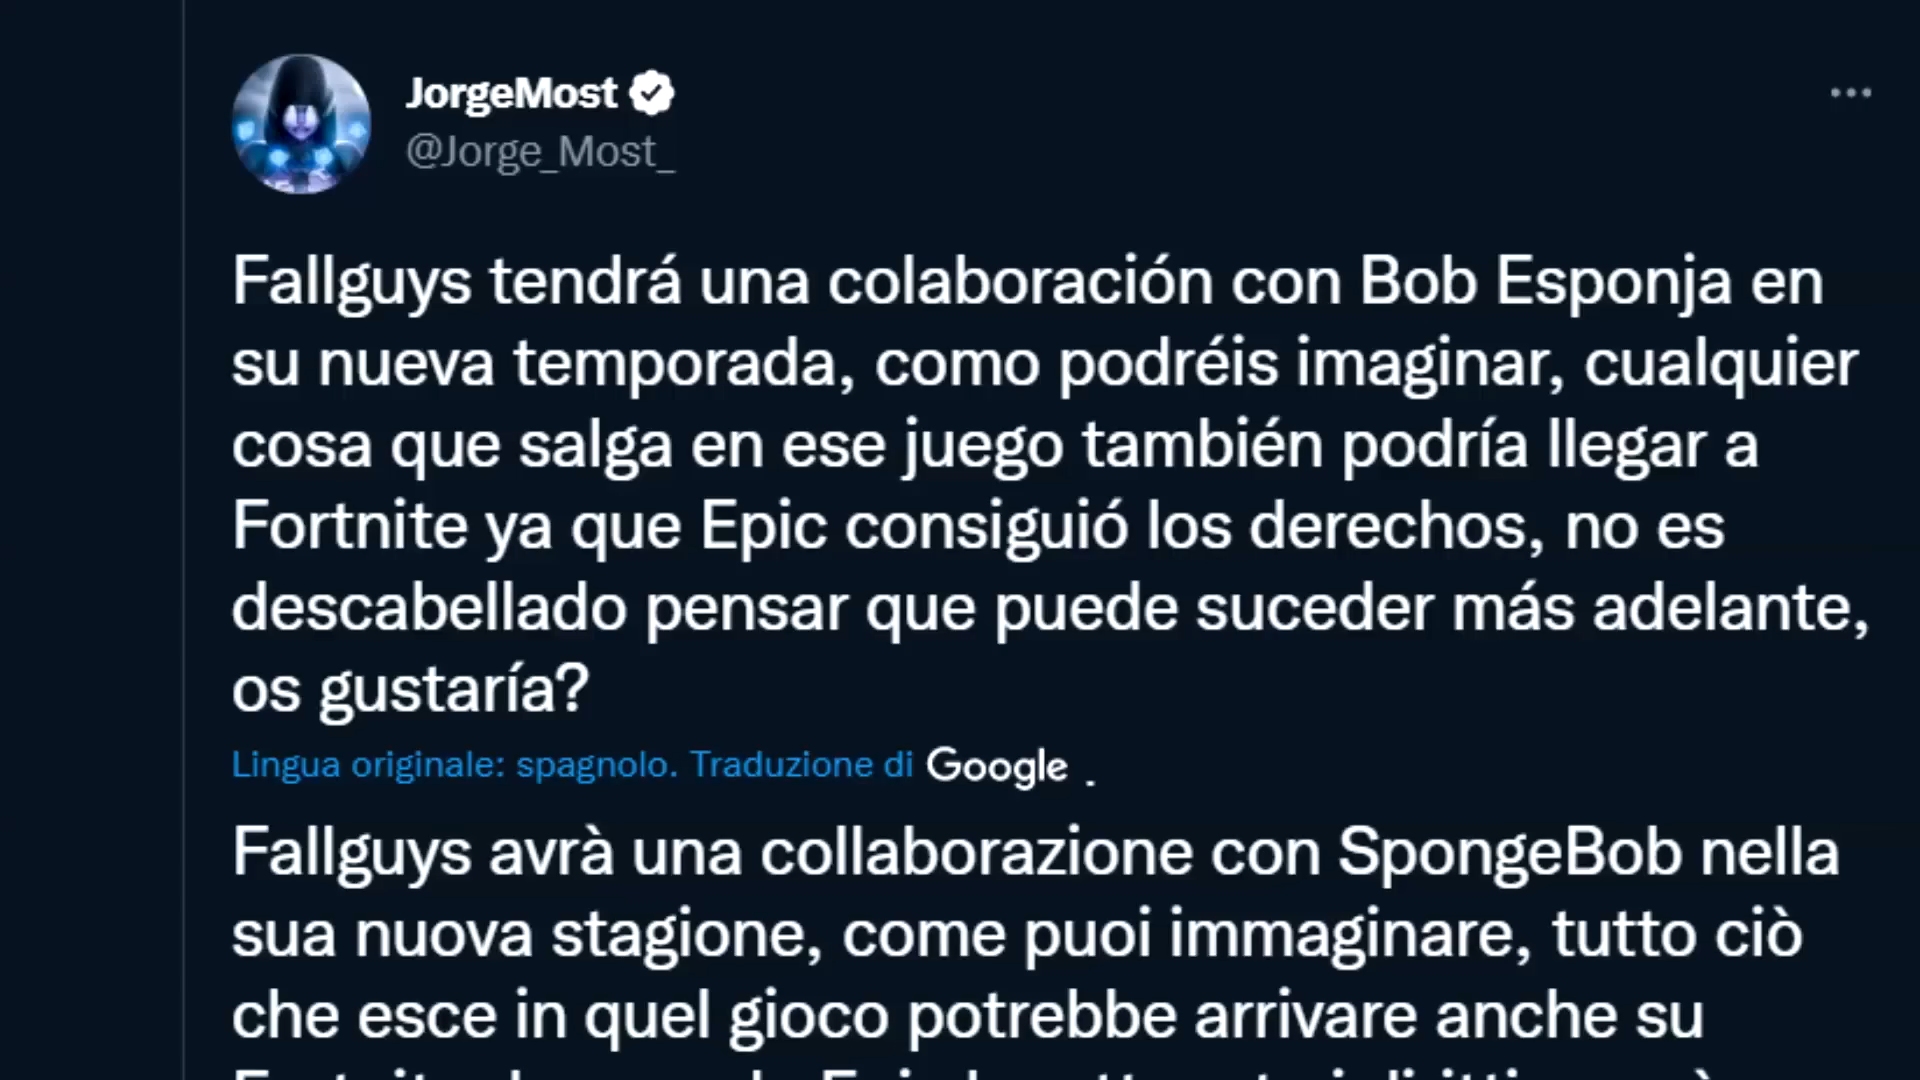 JorgeMost
@Jorge_Most_
Fallguys tendrá una colaboración con Bob Esponja en
su nueva temporada, como podréis imaginar, cualquier
cosa que salga en ese juego también podría llegar a
Fortnite ya que Epic consiguió los derechos, no es
descabellado pensar que puede suceder más adelante,
os gustaría?
Lingua originale: spagnolo. Traduzione di Google .
Fallguys avrà una collaborazione con SpongeBob nella
sua nuova stagione, come puoi immaginare, tutto ciò
che esce in quel gioco potrebbe arrivare anche su